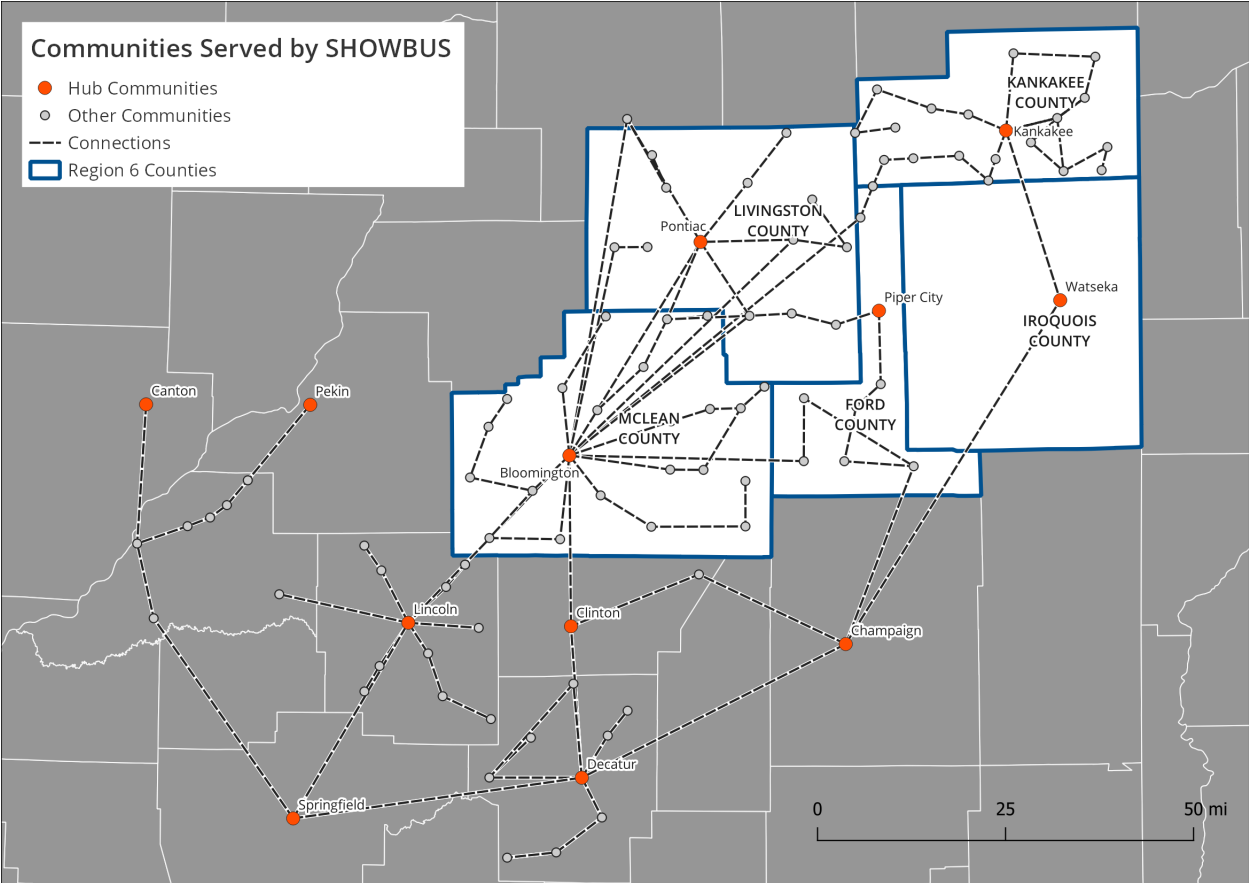 Communities Served by SHOWBUS
Hub Communities
Other Communities
Connections
Region 6 Counties
KANKAKEE
COUNTY
Kankakee
LIVINGSTON
COUNTY
Pontiac
Piper City
Watseka
IROQUOIS
COUNTY
Canton
Pekin
MCLEAN
COUNTY
FORD
COUNTY
Bloomington
Lincoln
Clinton
Champaign
Decatur
Springfield
0 25 50 mi